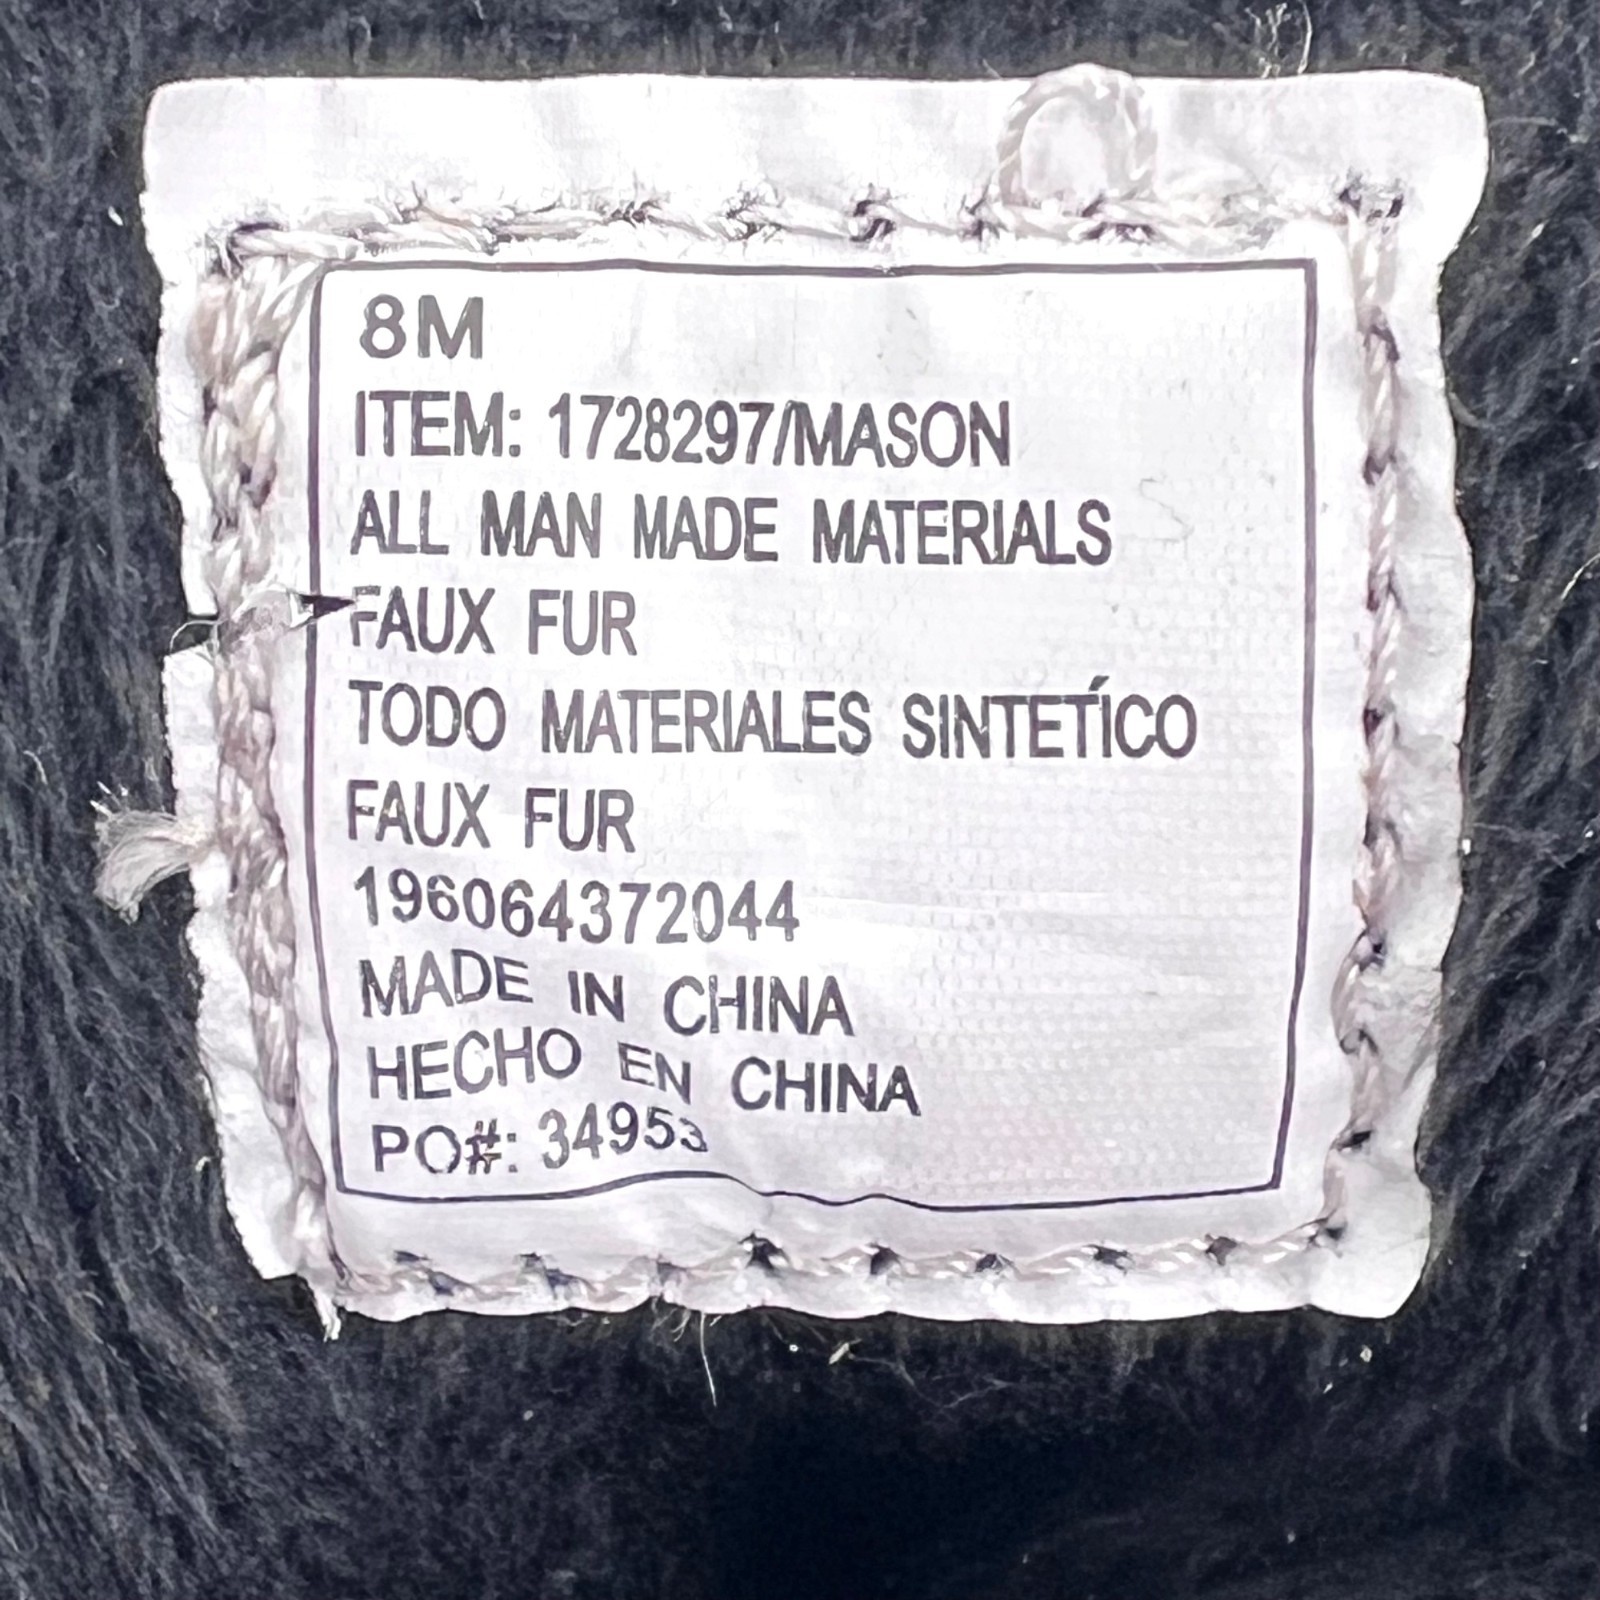 8M
ITEM: 1728297/MASON
ALL MAN MADE MATERIALS
FAUX FUR
TODO MATERIALES SINTETÍCO
FAUX FUR
196064372044
MADE IN CHINA
HECHO EN CHINA
PO#: 34953